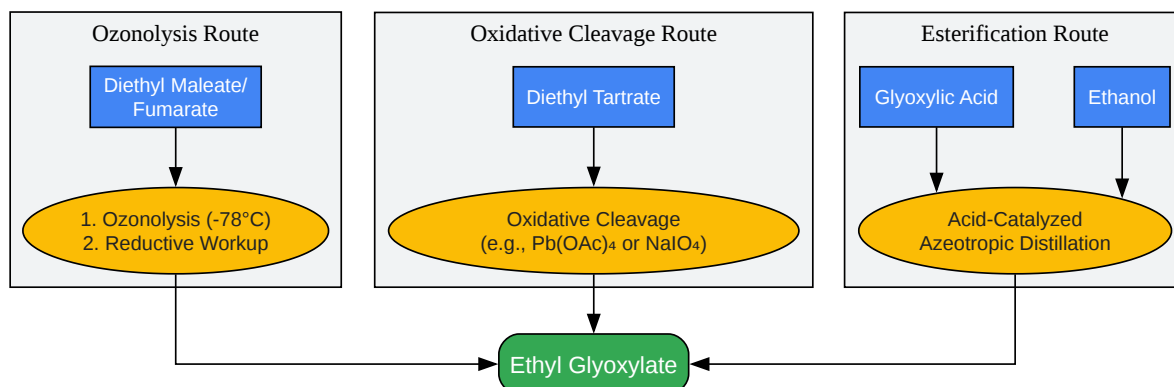 Ozonolysis Route
Diethyl Maleate/
Fumarate
1. Ozonolysis (-78°C)
2. Reductive Workup
Oxidative Cleavage Route
Diethyl Tartrate
Oxidative Cleavage
(e.g., Pb(OAc)₄ or NaIO₄)
Esterification Route
Glyoxylic Acid
Ethanol
Acid-Catalyzed
Azeotropic Distillation
Ethyl Glyoxylate